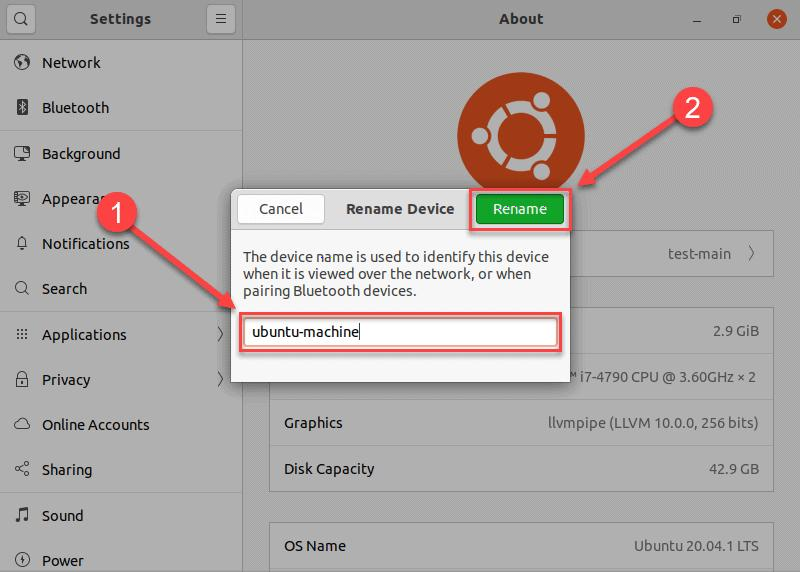 Settings
About
Network
Bluetooth
Background
Notifications
Search
Applications
Privacy
Online Accounts
Sharing
Sound
Power
2
1
Cancel
Rename Device
Rename
The device name is used to identify this device
when it is viewed over the network, or when
pairing Bluetooth devices.
ubuntu-machine
test-main
2.9 GiB
i7-4790 CPU @ 3.60GHz × 2
Graphics
llvmpipe (LLVM 10.0.0, 256 bits)
Disk Capacity
42.9 GB
OS Name
Ubuntu 20.04.1 LTS